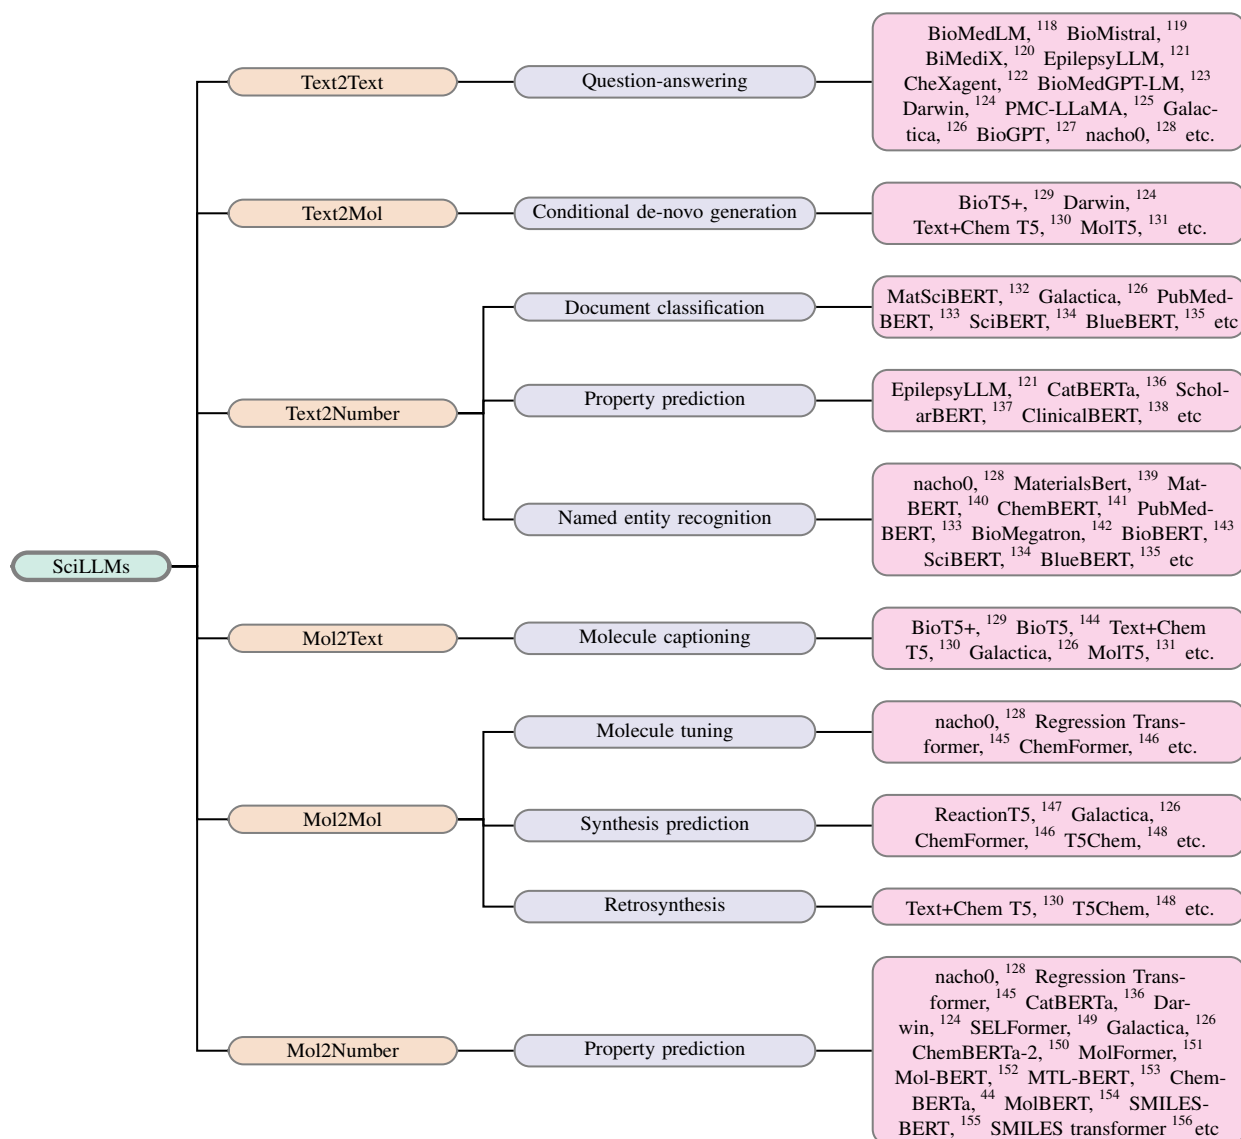 Text2Text
Question-answering
BioMedLM, 118 BioMistral, 119
BiMediX, 120 EpilepsyLLM, 121
CheXagent, 122 BioMedGPT-LM, 123
Darwin, 124 PMC-LLaMA, 125 Galac-
tica, 126 BioGPT, 127 nacho0, 128 etc.
Text2Mol
Conditional de-novo generation
BioT5+, 129 Darwin, 124
Text+Chem T5, 130 MolT5, 131 etc.
Text2Number
Document classification
MatSciBERT, 132 Galactica, 126 PubMed-
BERT, 133 SciBERT, 134 BlueBERT, 135 etc
Property prediction
EpilepsyLLM, 121 CatBERTa, 136 Schol-
arBERT, 137 ClinicalBERT, 138 etc
Named entity recognition
nacho0, 128 MaterialsBert, 139 Mat-
BERT, 140 ChemBERT, 141 PubMed-
BERT, 133 BioMegatron, 142 BioBERT, 143
SciBERT, 134 BlueBERT, 135 etc
SciLLMs
Mol2Text
Molecule captioning
BioT5+, 129 BioT5, 144 Text+Chem
T5, 130 Galactica, 126 MolT5, 131 etc.
Mol2Mol
Molecule tuning
nacho0, 128 Regression Trans-
former, 145 ChemFormer, 146 etc.
Synthesis prediction
ReactionT5, 147 Galactica, 126
ChemFormer, 146 T5Chem, 148 etc.
Retrosynthesis
Text+Chem T5, 130 T5Chem, 148 etc.
Mol2Number
Property prediction
nacho0, 128 Regression Trans-
former, 145 CatBERTa, 136 Dar-
win, 124 SELFormer, 149 Galactica, 126
ChemBERTa-2, 150 MolFormer, 151
Mol-BERT, 152 MTL-BERT, 153 Chem-
BERTa, 44 MolBERT, 154 SMILES-
BERT, 155 SMILES transformer 156 etc